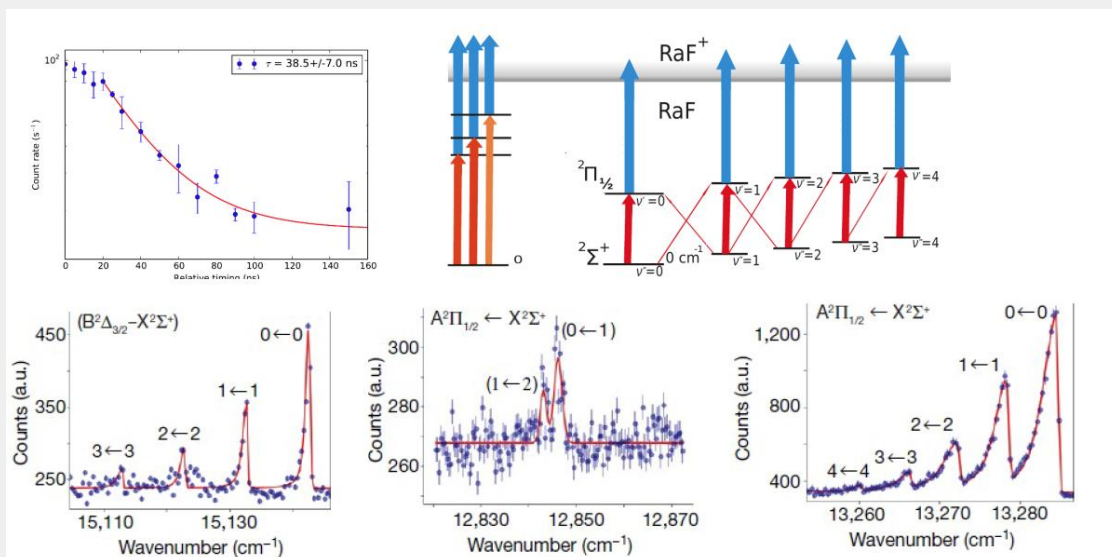 10²
Count rate (s⁻¹)
τ = 38.5+/-7.0 ns
0 20 40 60 80 100 120 140 160
Relative timing (ns)
RaF⁺
RaF
²Π½
²Σ⁺
0
0 cm⁻¹
v'=0
v'=1
v'=2
v'=3
v'=4
v''=0
v''=1
v''=2
v''=3
v''=4
(B²Δ₃/₂–X²Σ⁺)
0←0
1←1
2←2
3←3
450
350
250
Counts (a.u.)
15,110 15,130
Wavenumber (cm⁻¹)
A²Π₁/₂ ← X²Σ⁺
(0←1)
(1←2)
300
280
260
Counts (a.u.)
12,830 12,850 12,870
Wavenumber (cm⁻¹)
A²Π₁/₂ ← X²Σ⁺
0←0
1←1
2←2
3←3
4←4
1,200
800
400
Counts (a.u.)
13,260 13,270 13,280
Wavenumber (cm⁻¹)